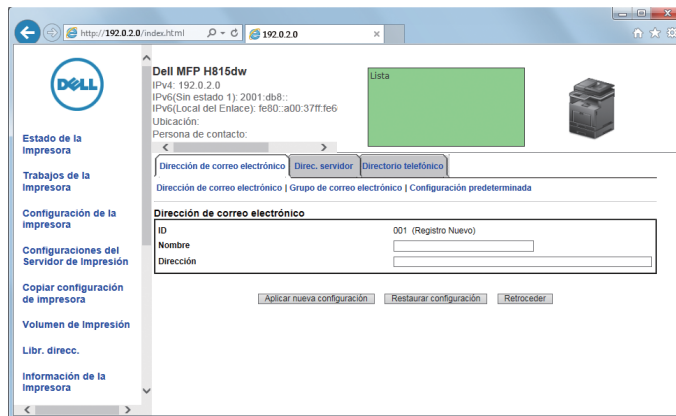 http://192.0.2.0/index.html
192.0.2.0
DELL
Estado de la
Impresora
Trabajos de la
Impresora
Configuración de la
impresora
Configuraciones del
Servidor de Impresión
Copiar configuración
de impresora
Volumen de Impresión
Libr. direcc.
Información de la
Impresora
Dell MFP H815dw
IPv4: 192.0.2.0
IPv6(Sin estado 1): 2001:db8::
IPv6(Local del Enlace): fe80::a00:37ff:fe6
Ubicación:
Persona de contacto:
Lista
Dirección de correo electrónico Direc. servidor Directorio telefónico
Dirección de correo electrónico | Grupo de correo electrónico | Configuración predeterminada
Dirección de correo electrónico
ID 001 (Registro Nuevo)
Nombre
Dirección
Aplicar nueva configuración Restaurar configuración Retroceder